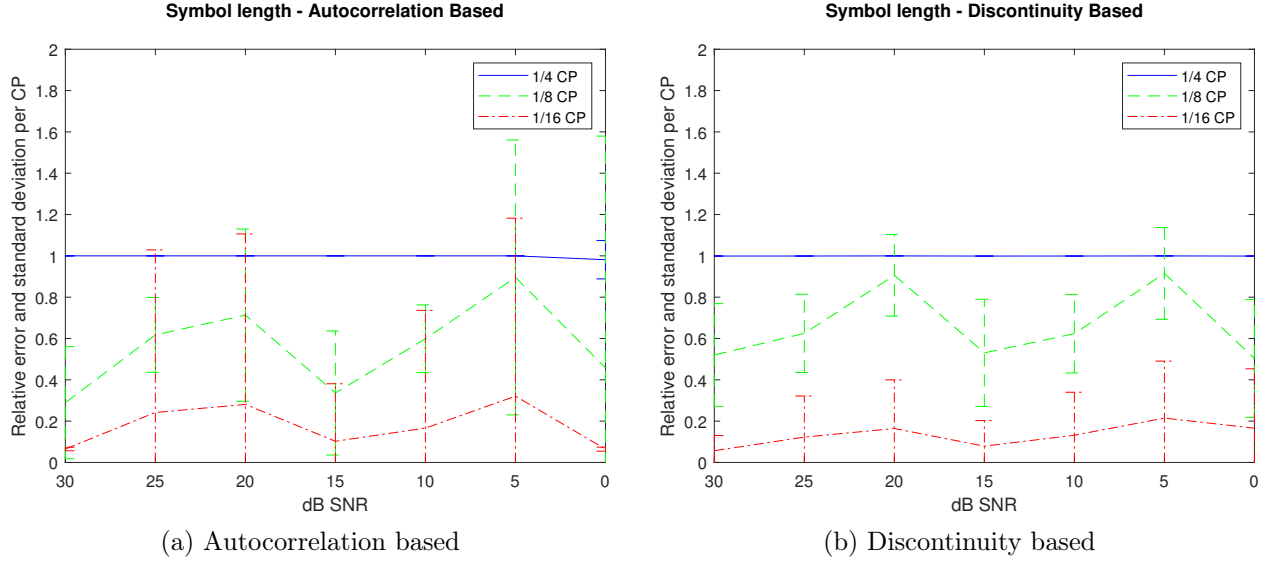 Symbol length - Autocorrelation Based
Relative error and standard deviation per CP
2
1.8
1.6
1.4
1.2
1
0.8
0.6
0.4
0.2
0
1/4 CP
1/8 CP
1/16 CP
30 25 20 15 10 5 0
dB SNR
(a) Autocorrelation based
Symbol length - Discontinuity Based
Relative error and standard deviation per CP
2
1.8
1.6
1.4
1.2
1
0.8
0.6
0.4
0.2
0
1/4 CP
1/8 CP
1/16 CP
30 25 20 15 10 5 0
dB SNR
(b) Discontinuity based